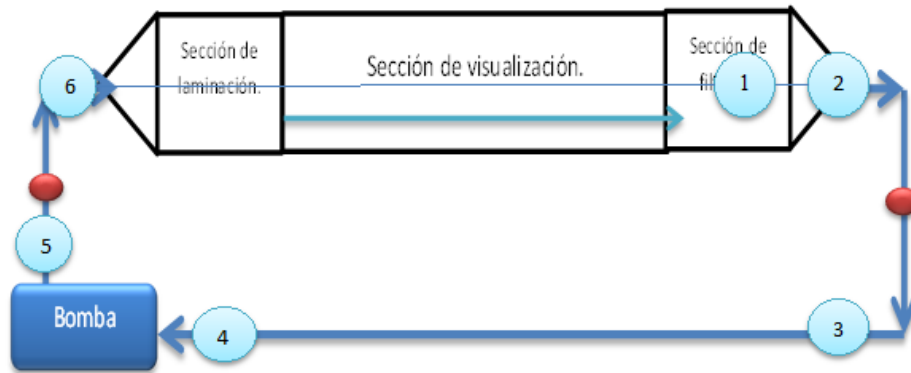 Sección de
laminación.
Sección de visualización.
Sección de
1
2
6
5
Bomba
4
3